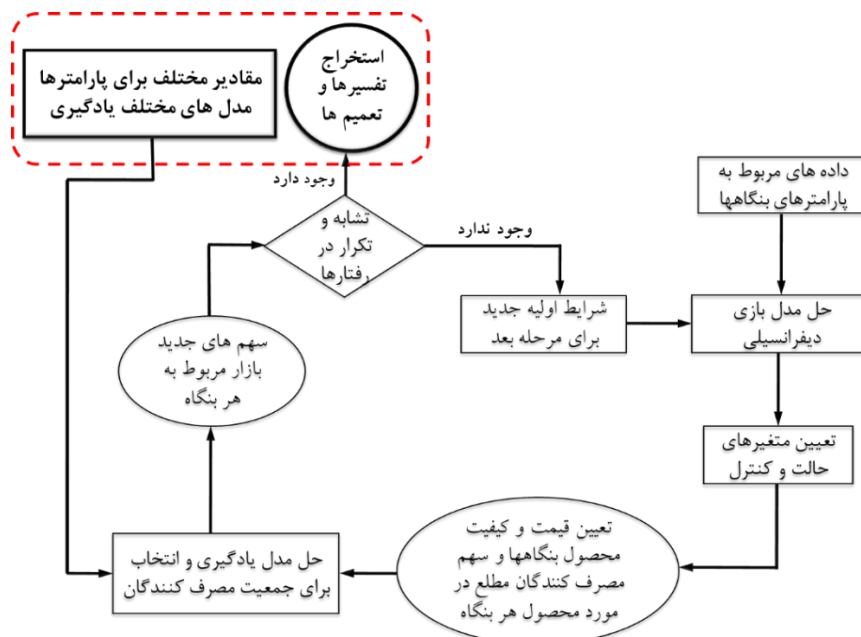 استخراج
تفسیرها و
تعمیم ها
مقادیر مختلف برای پارامترها
مدل های مختلف یادگیری
وجود دارد
داده های مربوط به
پارامترهای بنگاهها
تشابه و
تکرار در
رفتارها
وجود ندارد
شرایط اولیه جدید
برای مرحله بعد
حل مدل بازی
دیفرانسیلی
سهم های جدید
بازار مربوط به
هر بنگاه
تعیین متغیرهای
حالت و کنترل
تعیین قیمت و کیفیت
محصول بنگاهها و سهم
مصرف کنندگان مطلع در
مورد محصول هر بنگاه
حل مدل یادگیری و انتخاب
برای جمعیت مصرف کنندگان